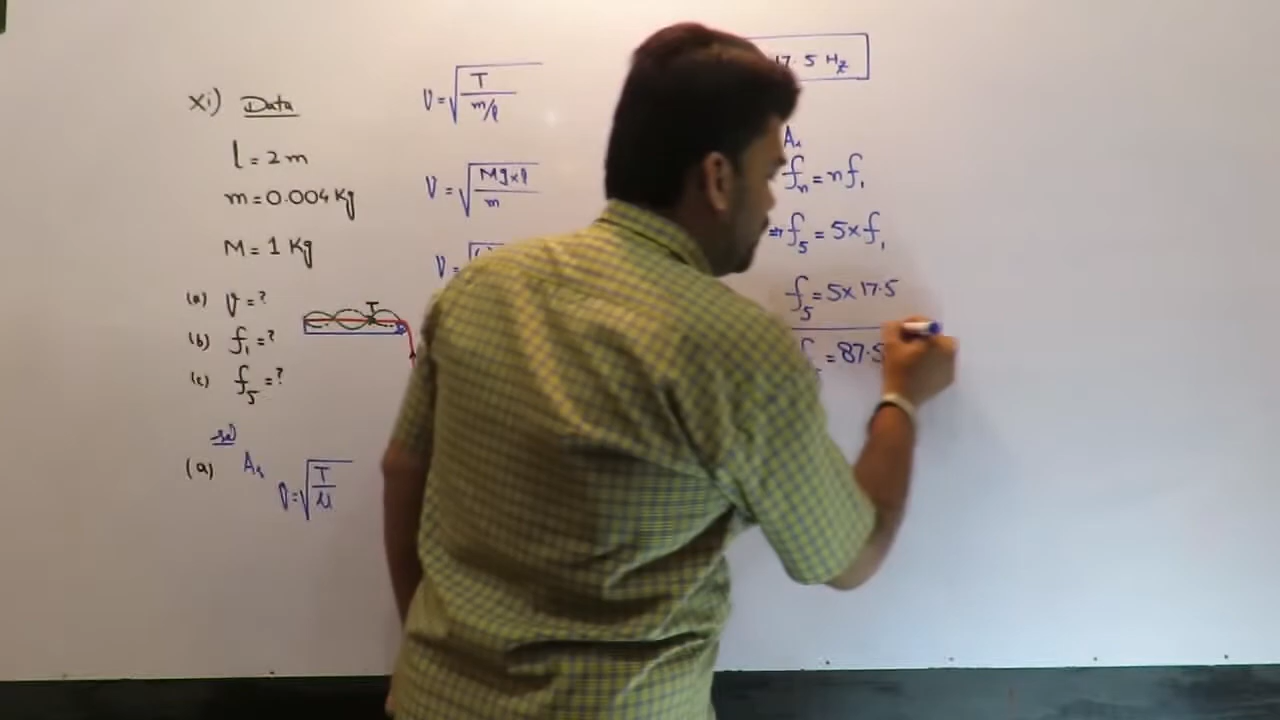 xi) Data
l = 2 m
m = 0.004 Kg
M = 1 Kg
(a) v = ?
(b) f₁ = ?
(c) f₅ = ?
sol
(a) As
v = √(T/μ)
T
v = √(T/(m/l))
v = √(Mg×l/m)
v = √
17.5 Hz
As
fₙ = nf₁
⇒ f₅ = 5×f₁
f₅ = 5×17.5
f = 87.5